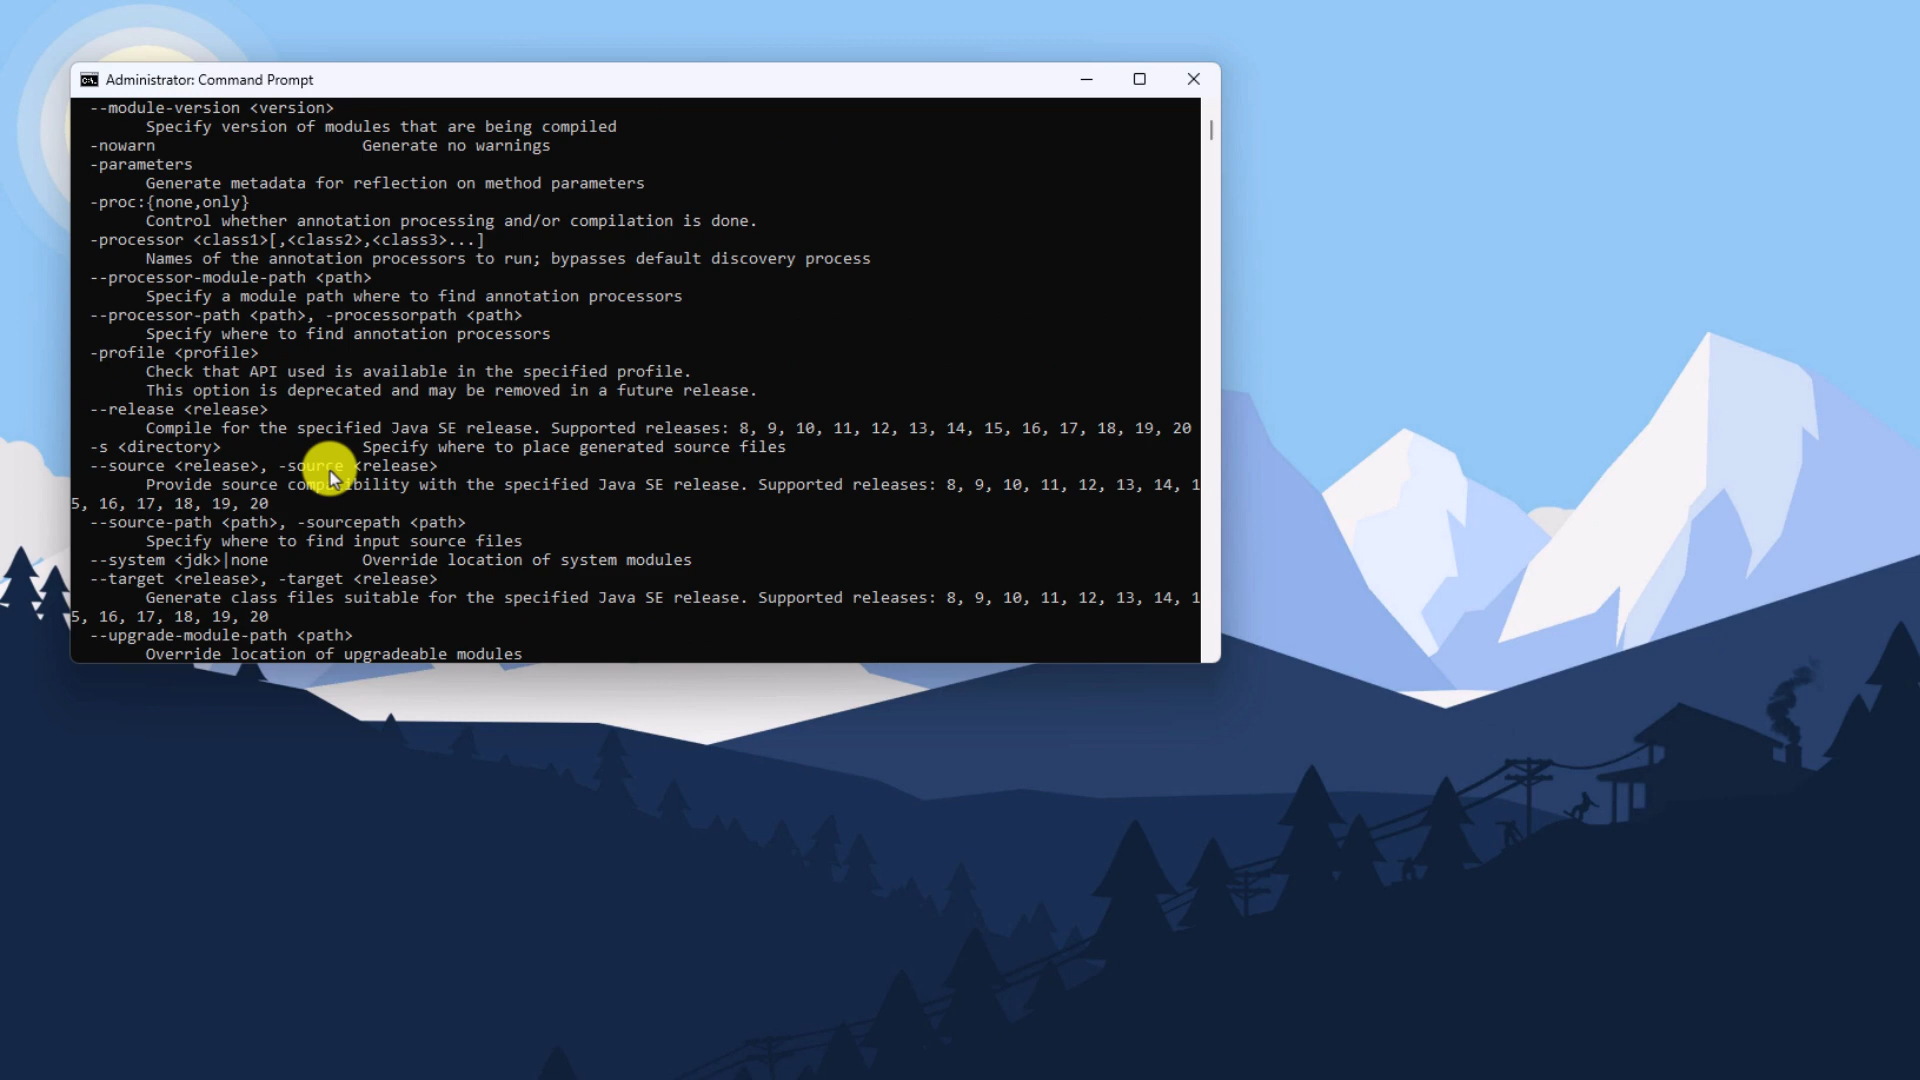 Administrator: Command Prompt
--module-version <version>
Specify version of modules that are being compiled
-nowarn Generate no warnings
-parameters
Generate metadata for reflection on method parameters
-proc:{none,only}
Control whether annotation processing and/or compilation is done.
-processor <class1>[,<class2>,<class3>...]
Names of the annotation processors to run; bypasses default discovery process
--processor-module-path <path>
Specify a module path where to find annotation processors
--processor-path <path>, -processorpath <path>
Specify where to find annotation processors
-profile <profile>
Check that API used is available in the specified profile.
This option is deprecated and may be removed in a future release.
--release <release>
Compile for the specified Java SE release. Supported releases: 8, 9, 10, 11, 12, 13, 14, 15, 16, 17, 18, 19, 20
-s <directory> Specify where to place generated source files
--source <release>, -source <release>
Provide source compatibility with the specified Java SE release. Supported releases: 8, 9, 10, 11, 12, 13, 14, 1
5, 16, 17, 18, 19, 20
--source-path <path>, -sourcepath <path>
Specify where to find input source files
--system <jdk>|none Override location of system modules
--target <release>, -target <release>
Generate class files suitable for the specified Java SE release. Supported releases: 8, 9, 10, 11, 12, 13, 14, 1
5, 16, 17, 18, 19, 20
--upgrade-module-path <path>
Override location of upgradeable modules